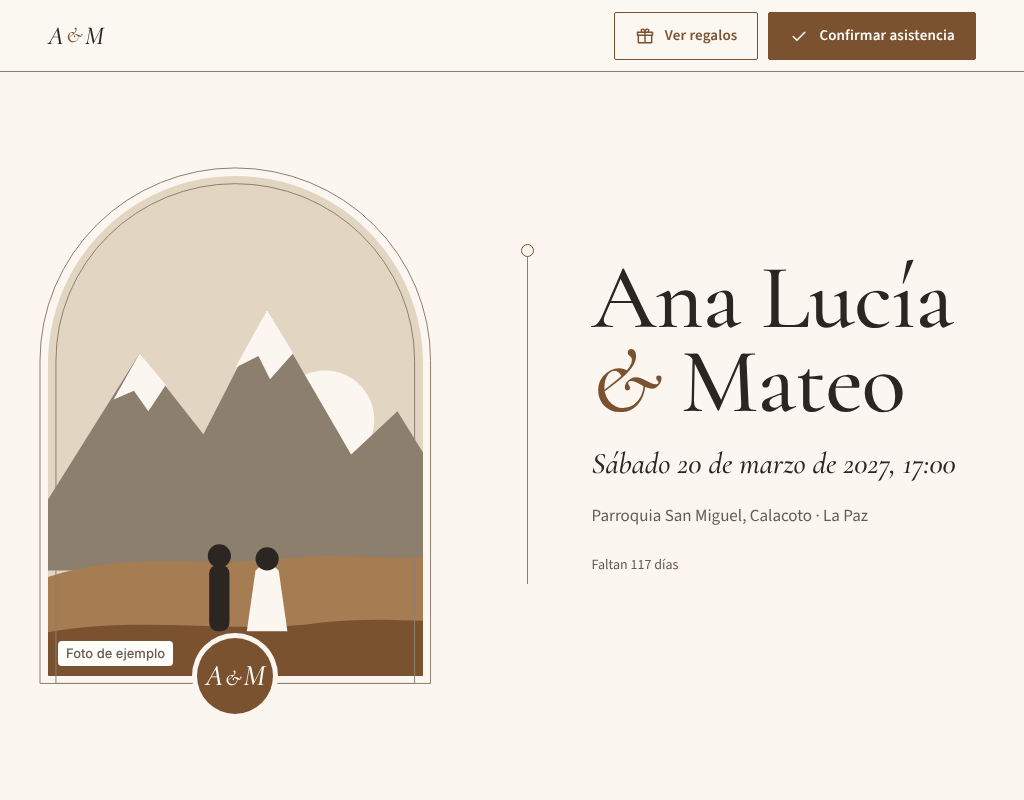 A & M
Ver regalos
Confirmar asistencia
Ana Lucía
& Mateo
Sábado 20 de marzo de 2027, 17:00
Parroquia San Miguel, Calacoto · La Paz
Faltan 117 días
Foto de ejemplo
A & M